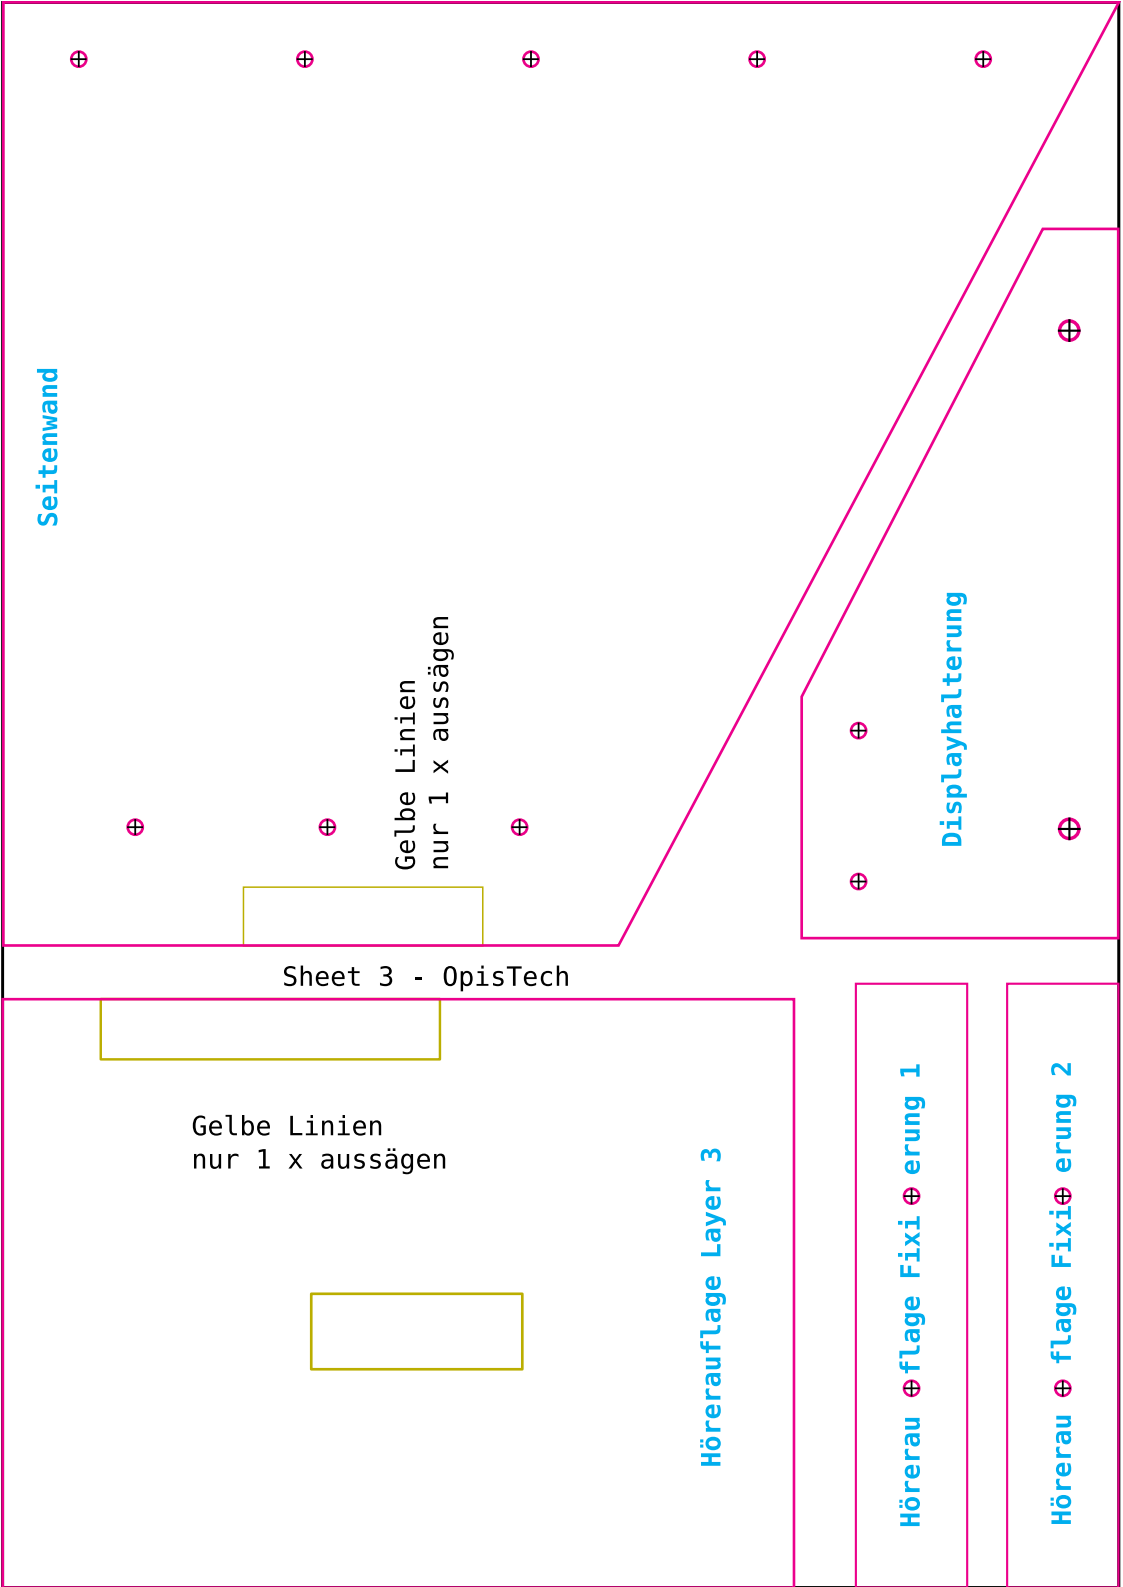 Seitenwand
Gelbe Linien
nur 1 x aussägen
Displayhalterung
Sheet 3 - OpisTech
Gelbe Linien
nur 1 x aussägen
Hörerauflage Layer 3
Hörerau flage Fixi erung 1
Hörerau flage Fixi erung 2